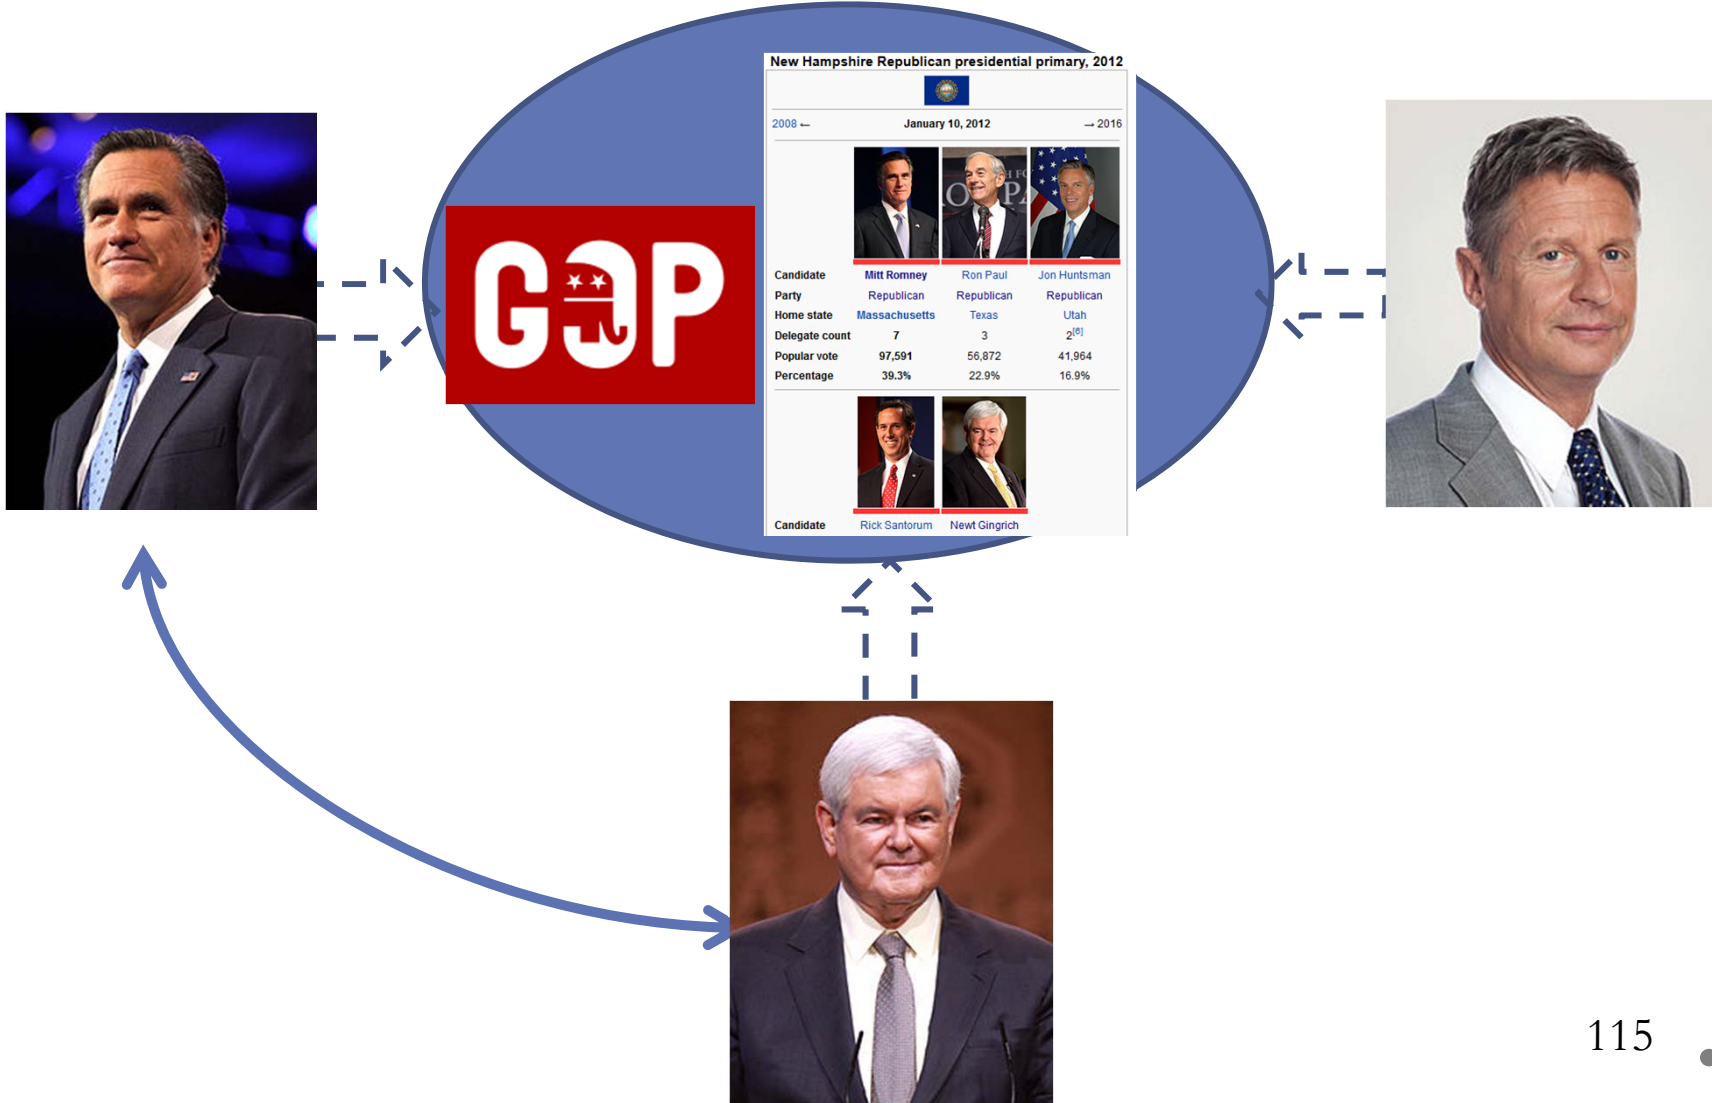 New Hampshire Republican presidential primary, 2012
2008 ← January 10, 2012 → 2016
Candidate Mitt Romney Ron Paul Jon Huntsman
Party Republican Republican Republican
Home state Massachusetts Texas Utah
Delegate count 7 3 2[6]
Popular vote 97,591 56,872 41,964
Percentage 39.3% 22.9% 16.9%
Candidate Rick Santorum Newt Gingrich
GOP
115